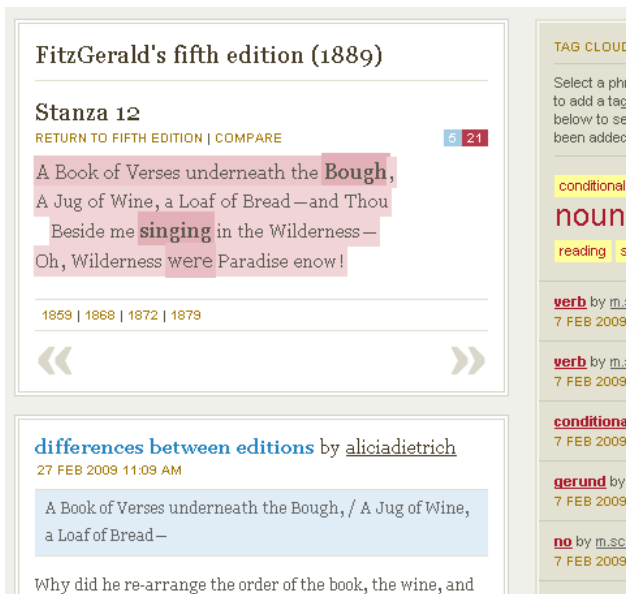 FitzGerald's fifth edition (1889)
Stanza 12
RETURN TO FIFTH EDITION | COMPARE
5 21
A Book of Verses underneath the Bough,
A Jug of Wine, a Loaf of Bread—and Thou
Beside me singing in the Wilderness—
Oh, Wilderness were Paradise enow!
1859 | 1868 | 1872 | 1879
«
»
differences between editions by aliciadietrich
27 FEB 2009 11:09 AM
A Book of Verses underneath the Bough, / A Jug of Wine,
a Loaf of Bread—
Why did he re-arrange the order of the book, the wine, and
TAG CLOUD
Select a
to add a tag
below to
been added
conditional
noun
reading
verb by
7 FEB 2009
verb by
7 FEB 2009
7 FEB 2009
gerund by
7 FEB 2009
no by
7 FEB 2009